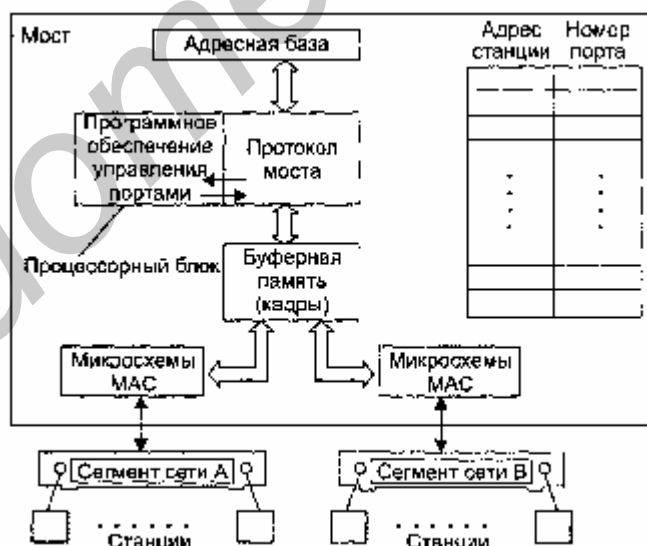 Мост
Адресная база
Адрес станции
Номер порта
Программное
обеспечение
управления
портами
Протокол
моста
Процессорный блок
Буферная
память
(кадры)
Микросхемы
MAC
Микросхемы
MAC
Сегмент сети А
Сегмент сети В
Станции
Станции